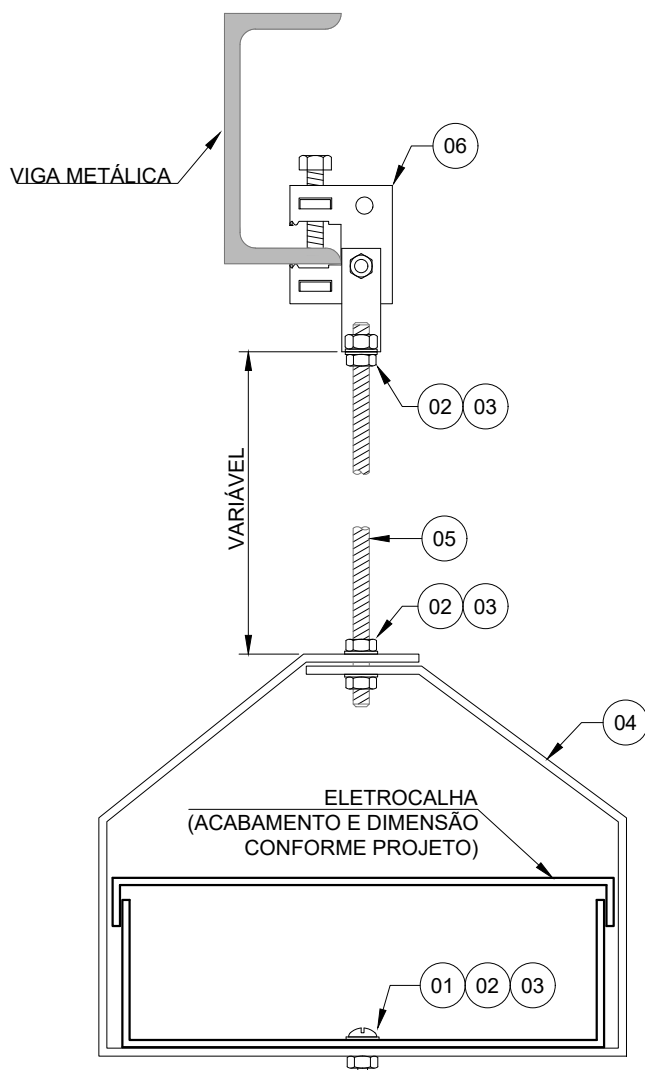 06
VIGA METÁLICA
02 03
VARIÁVEL
05
02 03
04
ELETROCALHA
(ACABAMENTO E DIMENSÃO
CONFORME PROJETO)
01 02 03